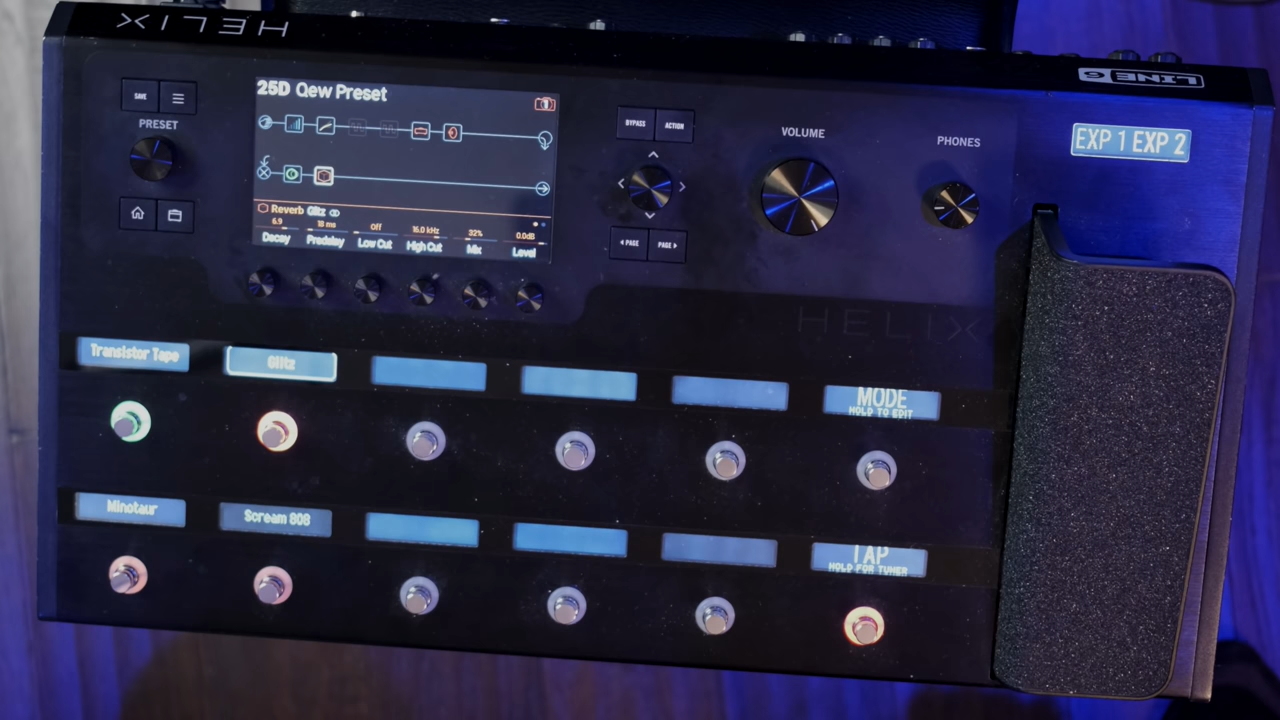 HELIX
LINE 6
SAVE
PRESET
25D Qew Preset
Reverb Glitz
6.9 18 ms Off 16.0 kHz 32% 0.0dB
Decay Predelay Low Cut High Cut Mix Level
BYPASS ACTION
PAGE PAGE
VOLUME
PHONES
EXP 1 EXP 2
HELIX
Transistor Tape
Glitz
MODE
HOLD TO EDIT
Minotaur
Scream 808
TAP
HOLD FOR TUNER